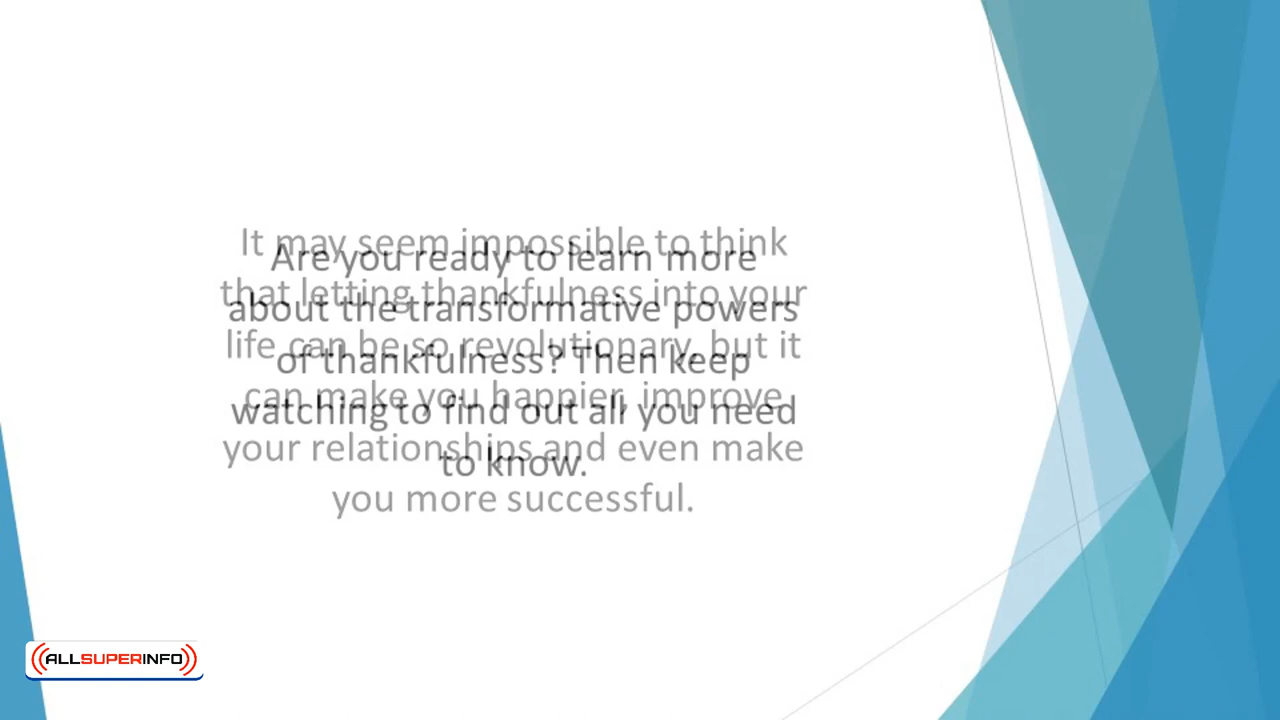 It may seem impossible to think
that letting thankfulness into your
life can be so revolutionary, but it
can make you happier, improve
your relationships and even make
you more successful.
Are you ready to learn more
about the transformative powers
of thankfulness? Then keep
watching to find out all you need
to know.
ALLSUPERINFO